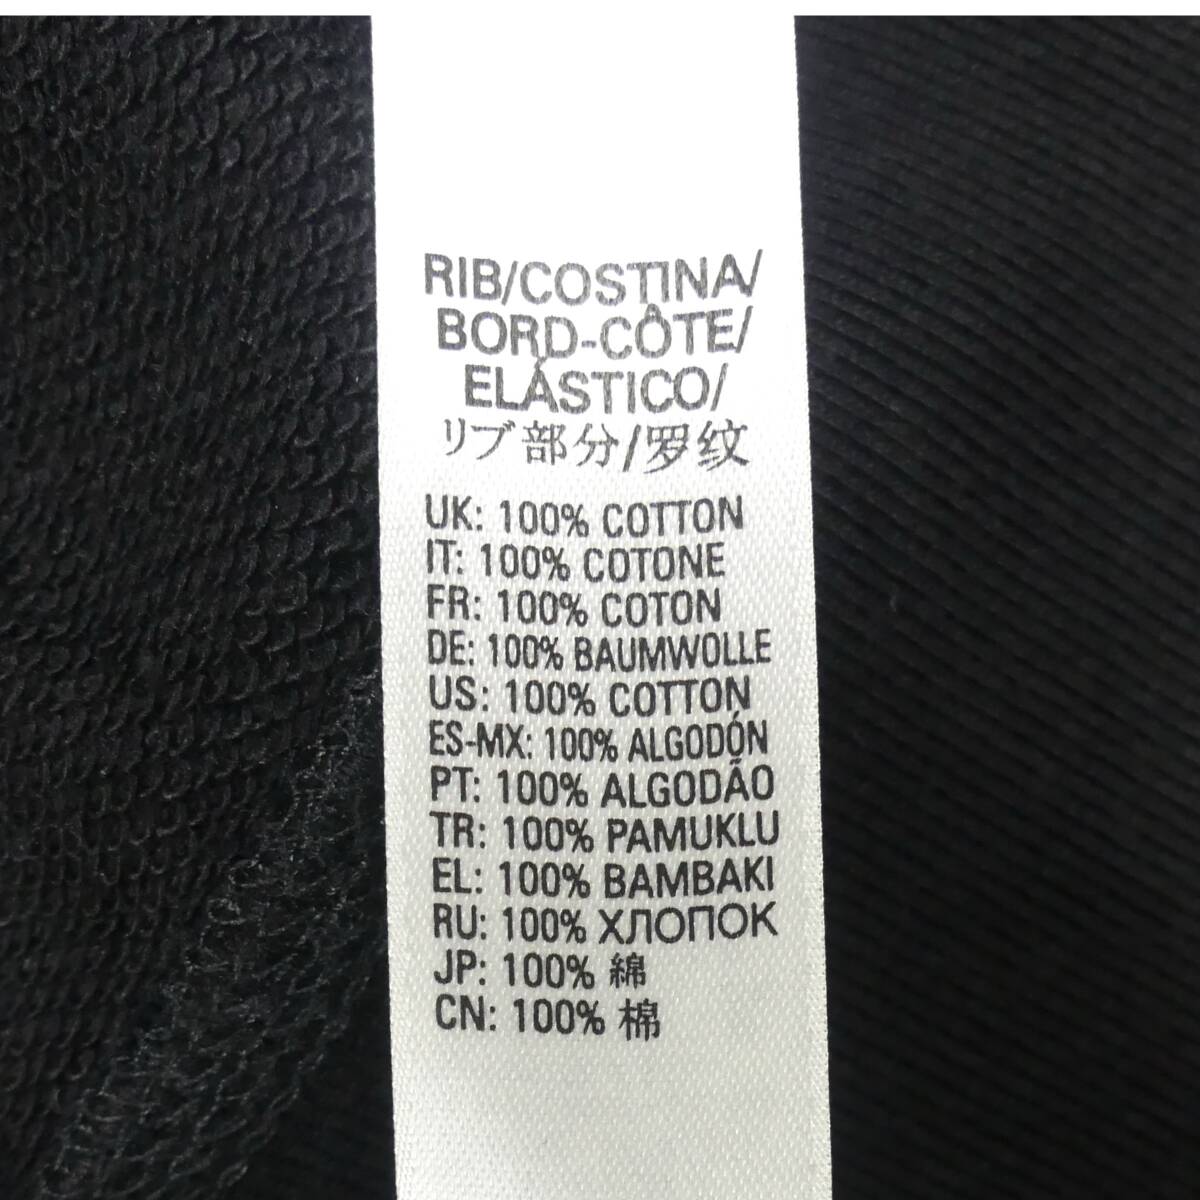 RIB/COSTINA/
BORD-CÔTE/
ELÁSTICO/
リブ部分/罗纹
UK: 100% COTTON
IT: 100% COTONE
FR: 100% COTON
DE: 100% BAUMWOLLE
US: 100% COTTON
ES-MX: 100% ALGODÓN
PT: 100% ALGODÃO
TR: 100% PAMUKLU
EL: 100% BAMBAKI
RU: 100% ХЛОПОК
JP: 100% 綿
CN: 100% 棉